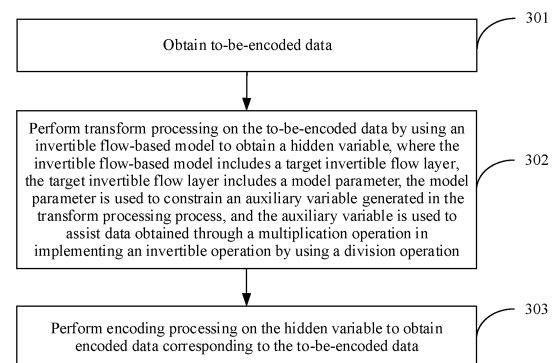 301
Obtain to-be-encoded data
Perform transform processing on the to-be-encoded data by using an
invertible flow-based model to obtain a hidden variable, where the
invertible flow-based model includes a target invertible flow layer,
the target invertible flow layer includes a model parameter, the model
parameter is used to constrain an auxiliary variable generated in the
transform processing process, and the auxiliary variable is used to
assist data obtained through a multiplication operation in
implementing an invertible operation by using a division operation
302
303
Perform encoding processing on the hidden variable to obtain
encoded data corresponding to the to-be-encoded data